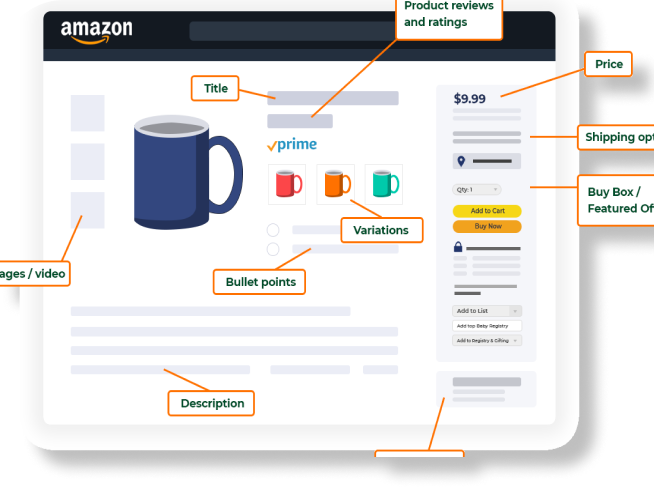 Product reviews
and ratings
amazon
Price
$9.99
Title
prime
Shipping opt
Qty: 1
Buy Box /
Featured Of
Add to Cart
Buy Now
Variations
ages / video
Bullet points
Add to List
Add top Baby Registry
Add to Registry & Gifting
Description